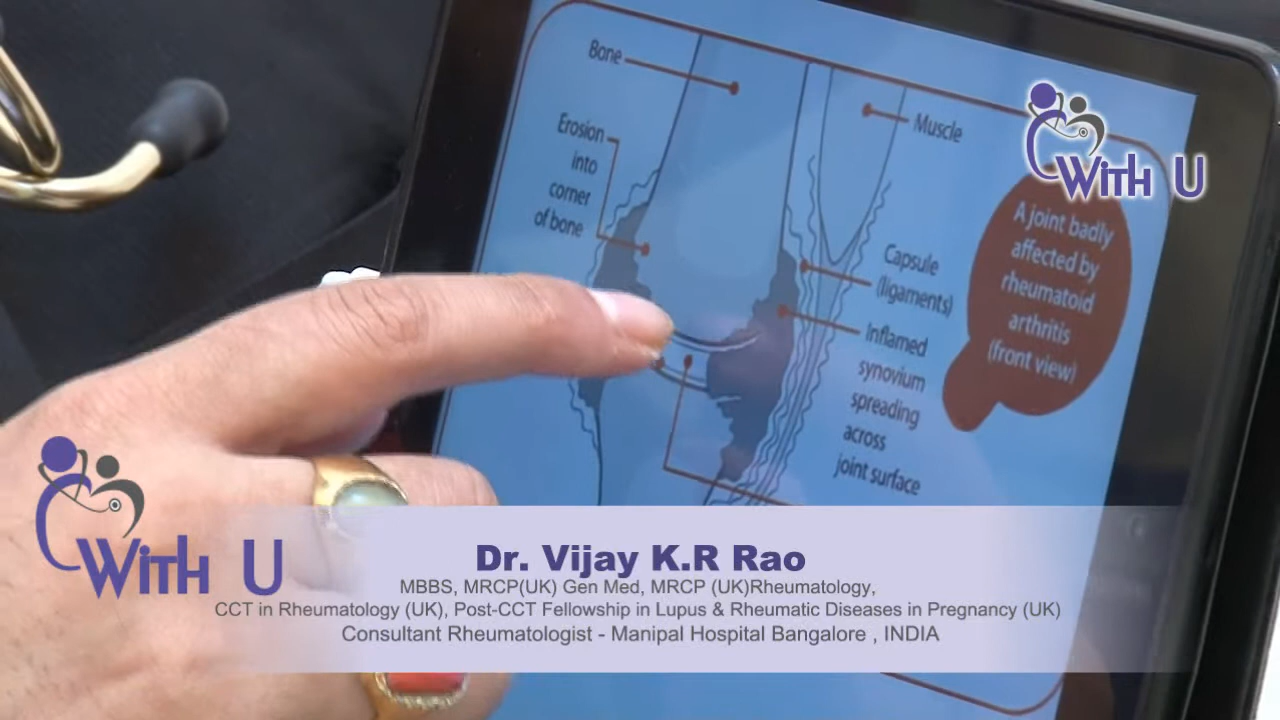 Bone
Muscle
Erosion
into
corner
of bone
Capsule
(ligaments)
Inflamed
synovium
spreading
across
joint surface
A joint badly
affected by
rheumatoid
arthritis
(front view)
WITH U
WITH U
Dr. Vijay K.R Rao
MBBS, MRCP(UK) Gen Med, MRCP (UK)Rheumatology,
CCT in Rheumatology (UK), Post-CCT Fellowship in Lupus & Rheumatic Diseases in Pregnancy (UK)
Consultant Rheumatologist - Manipal Hospital Bangalore , INDIA